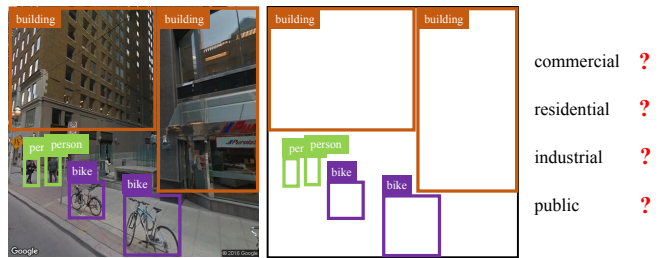 building
building
per
person
bike
bike
Google
© 2016 Google
building
building
per
person
bike
bike
commercial ?
residential ?
industrial ?
public ?